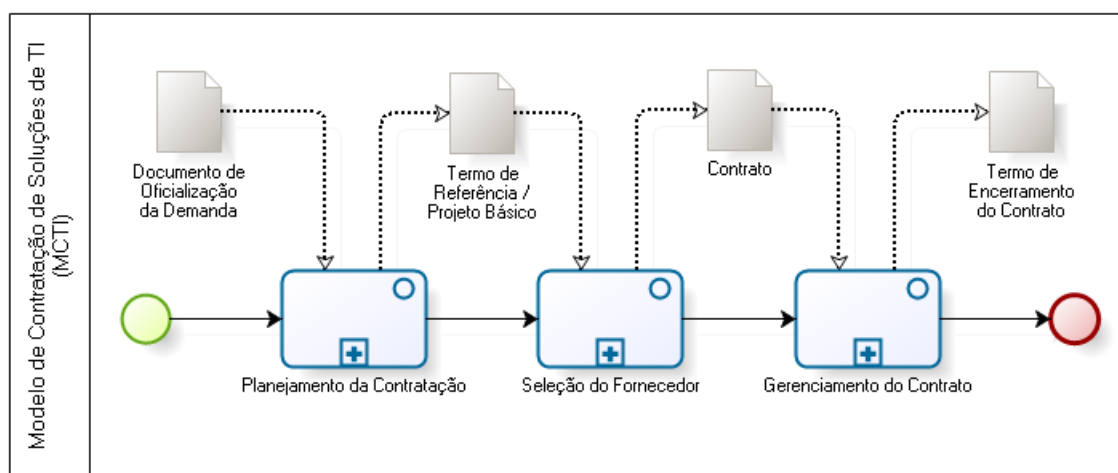 Modelo de Contratação de Soluções de TI
(MCTI)
Documento de
Oficialização
da Demanda
Termo de
Referência /
Projeto Básico
Contrato
Termo de
Encerramento
do Contrato
Planejamento da Contratação
Seleção do Fornecedor
Gerenciamento do Contrato